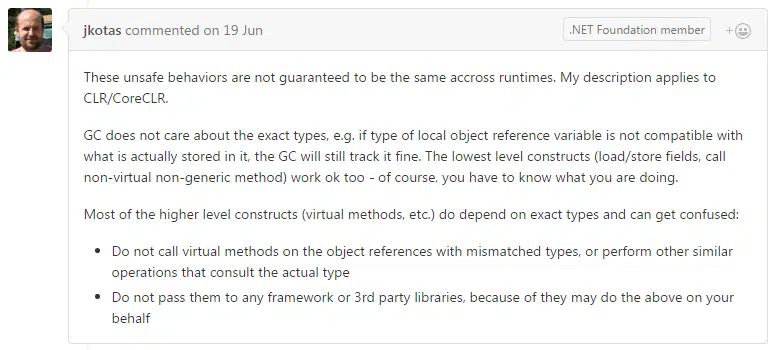 jkotas commented on 19 Jun
.NET Foundation member
+
These unsafe behaviors are not guaranteed to be the same accross runtimes. My description applies to
CLR/CoreCLR.
GC does not care about the exact types, e.g. if type of local object reference variable is not compatible with
what is actually stored in it, the GC will still track it fine. The lowest level constructs (load/store fields, call
non-virtual non-generic method) work ok too - of course, you have to know what you are doing.
Most of the higher level constructs (virtual methods, etc.) do depend on exact types and can get confused:
• Do not call virtual methods on the object references with mismatched types, or perform other similar
operations that consult the actual type
• Do not pass them to any framework or 3rd party libraries, because of they may do the above on your
behalf